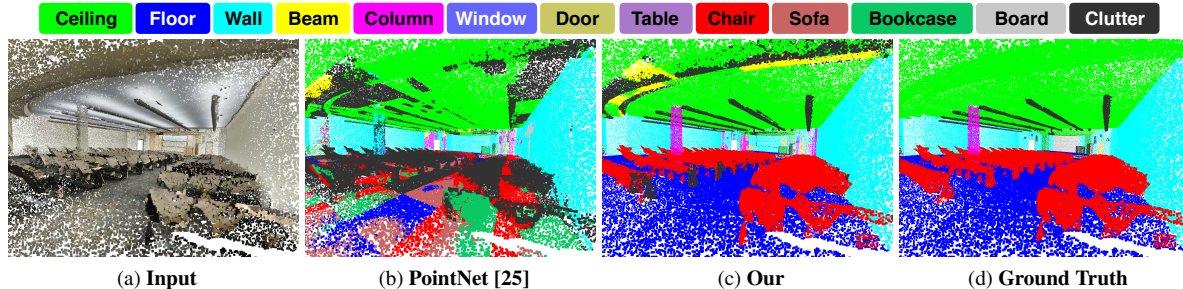 Ceiling Floor Wall Beam Column Window Door Table Chair Sofa Bookcase Board Clutter
(a) Input (b) PointNet [25] (c) Our (d) Ground Truth